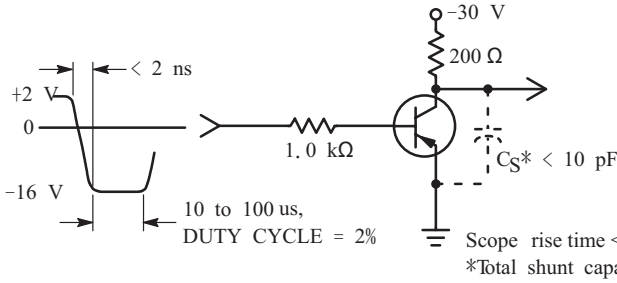 −30 V
< 2 ns
200 Ω
+2 V
0
1.0 kΩ
CS* < 10 pF
−16 V
10 to 100 us,
DUTY CYCLE = 2%
Scope rise time <
*Total shunt